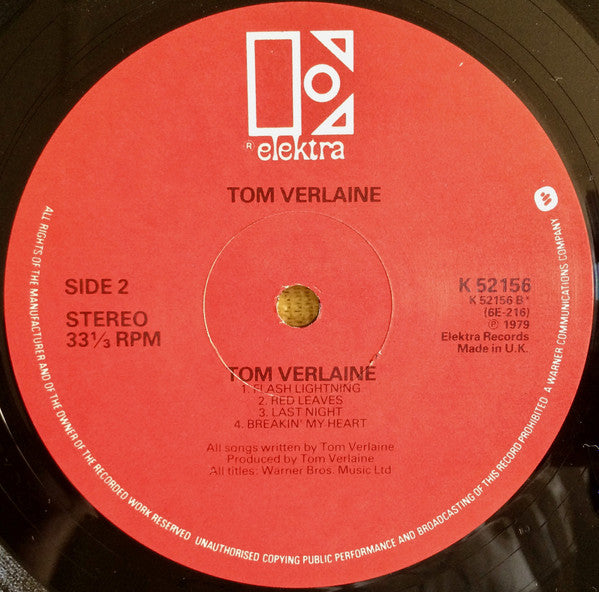 ® elektra
TOM VERLAINE
SIDE 2
STEREO
33⅓ RPM
K 52156
K 52156 B*
(6E-216)
℗ 1979
Elektra Records
Made in U.K.
TOM VERLAINE
1. FLASH LIGHTNING
2. RED LEAVES
3. LAST NIGHT
4. BREAKIN' MY HEART
All songs written by Tom Verlaine
Produced by Tom Verlaine
All titles: Warner Bros. Music Ltd
ALL RIGHTS OF THE MANUFACTURER AND OF THE OWNER OF THE RECORDED WORK RESERVED. UNAUTHORISED COPYING PUBLIC PERFORMANCE AND BROADCASTING OF THIS RECORD PROHIBITED. A WARNER COMMUNICATIONS COMPANY